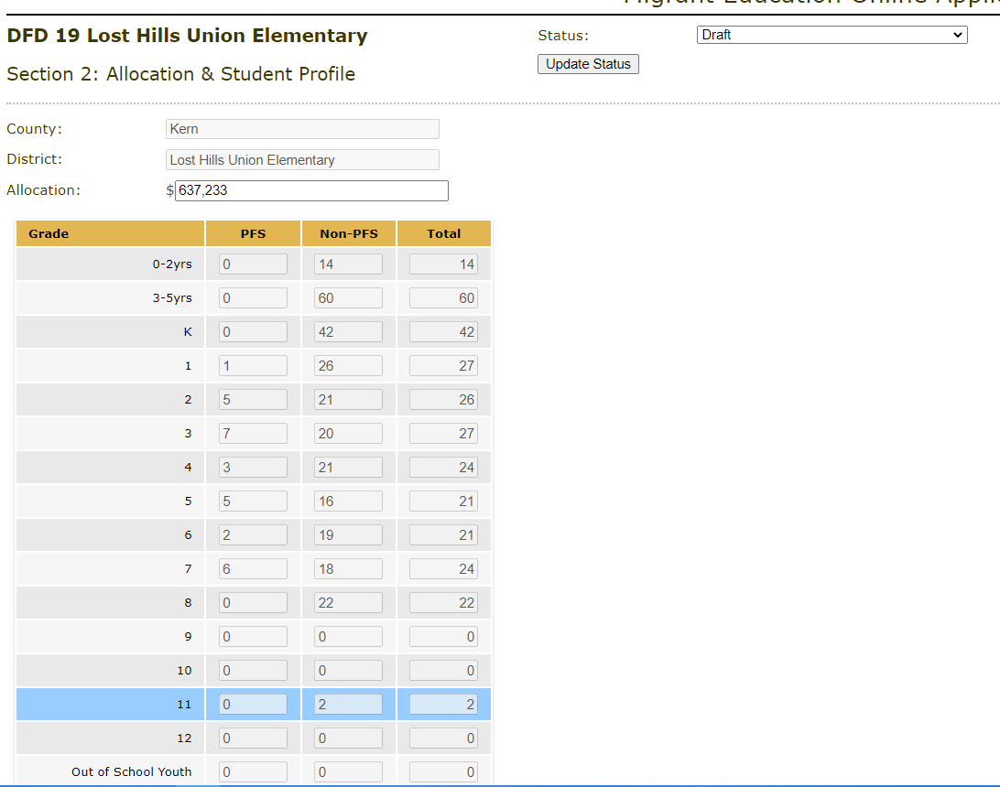 Migrant Education Online Appli
DFD 19 Lost Hills Union Elementary
Status: Draft
Update Status
Section 2: Allocation & Student Profile
County: Kern
District: Lost Hills Union Elementary
Allocation: $637,233
Grade PFS Non-PFS Total
0-2yrs 0 14 14
3-5yrs 0 60 60
K 0 42 42
1 1 26 27
2 5 21 26
3 7 20 27
4 3 21 24
5 5 16 21
6 2 19 21
7 6 18 24
8 0 22 22
9 0 0 0
10 0 0 0
11 0 2 2
12 0 0 0
Out of School Youth 0 0 0